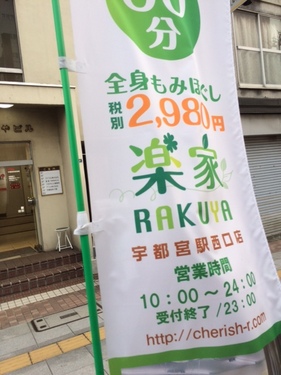 分
全身もみほぐし
税別 2,980円
楽家
RAKUYA
宇都宮駅西口店
営業時間
10:00～24:00
受付終了/23:00
http://cherish-r.com